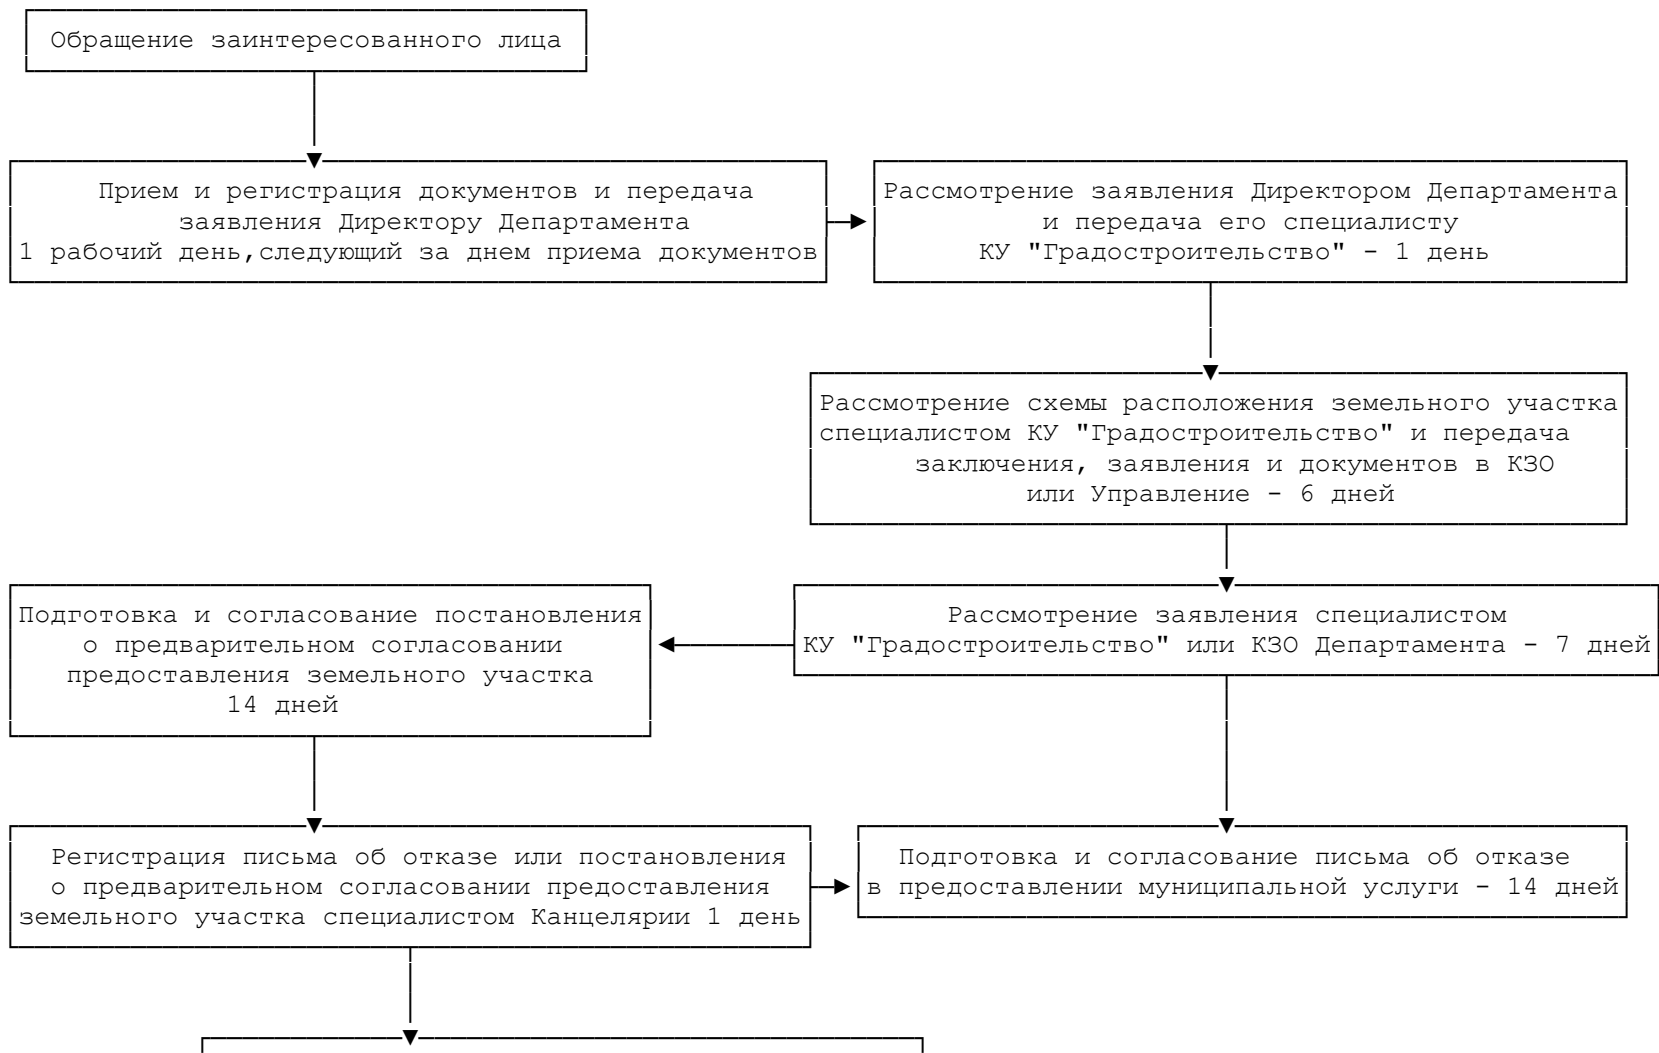 Обращение заинтересованного лица
Прием и регистрация документов и передача
заявления Директору Департамента
1 рабочий день,следующий за днем приема документов
Рассмотрение заявления Директором Департамента
и передача его специалисту
КУ "Градостроительство" - 1 день
Рассмотрение схемы расположения земельного участка
специалистом КУ "Градостроительство" и передача
заключения, заявления и документов в КЗО
или Управление - 6 дней
Подготовка и согласование постановления
о предварительном согласовании
предоставления земельного участка
14 дней
Рассмотрение заявления специалистом
КУ "Градостроительство" или КЗО Департамента - 7 дней
Регистрация письма об отказе или постановления
о предварительном согласовании предоставления
земельного участка специалистом Канцелярии 1 день
Подготовка и согласование письма об отказе
в предоставлении муниципальной услуги - 14 дней